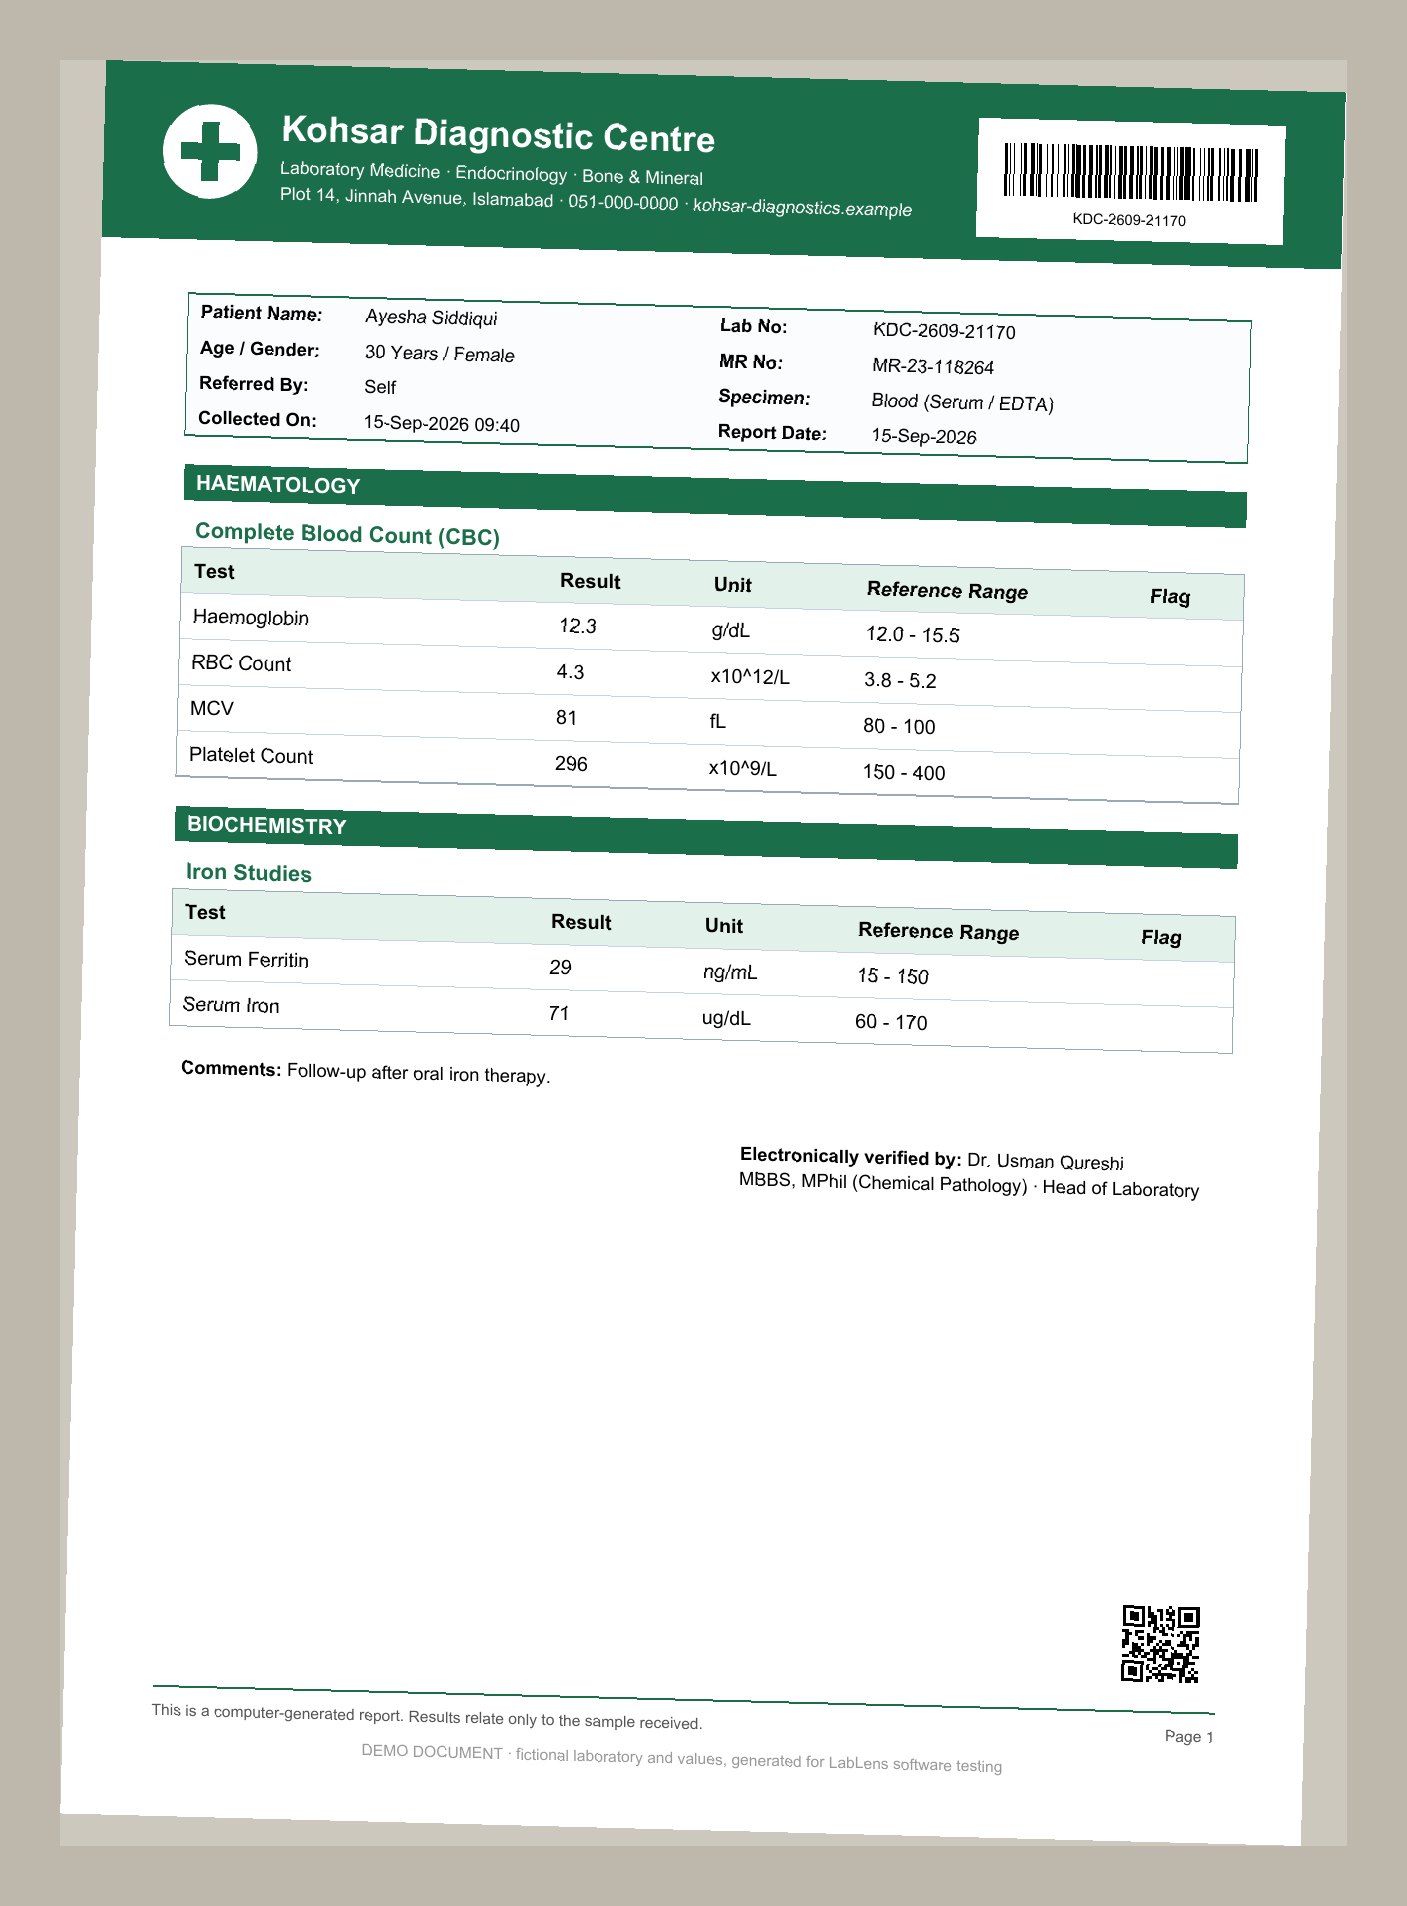 Kohsar Diagnostic Centre
Laboratory Medicine · Endocrinology · Bone & Mineral
Plot 14, Jinnah Avenue, Islamabad · 051-000-0000 · kohsar-diagnostics.example
KDC-2609-21170
Patient Name: Ayesha Siddiqui Lab No: KDC-2609-21170
Age / Gender: 30 Years / Female MR No: MR-23-118264
Referred By: Self Specimen: Blood (Serum / EDTA)
Collected On: 15-Sep-2026 09:40 Report Date: 15-Sep-2026
HAEMATOLOGY
Complete Blood Count (CBC)
Test Result Unit Reference Range Flag
Haemoglobin 12.3 g/dL 12.0 - 15.5
RBC Count 4.3 x10^12/L 3.8 - 5.2
MCV 81 fL 80 - 100
Platelet Count 296 x10^9/L 150 - 400
BIOCHEMISTRY
Iron Studies
Test Result Unit Reference Range Flag
Serum Ferritin 29 ng/mL 15 - 150
Serum Iron 71 ug/dL 60 - 170
Comments: Follow-up after oral iron therapy.
Electronically verified by: Dr. Usman Qureshi
MBBS, MPhil (Chemical Pathology) · Head of Laboratory
This is a computer-generated report. Results relate only to the sample received.
Page 1
DEMO DOCUMENT · fictional laboratory and values, generated for LabLens software testing